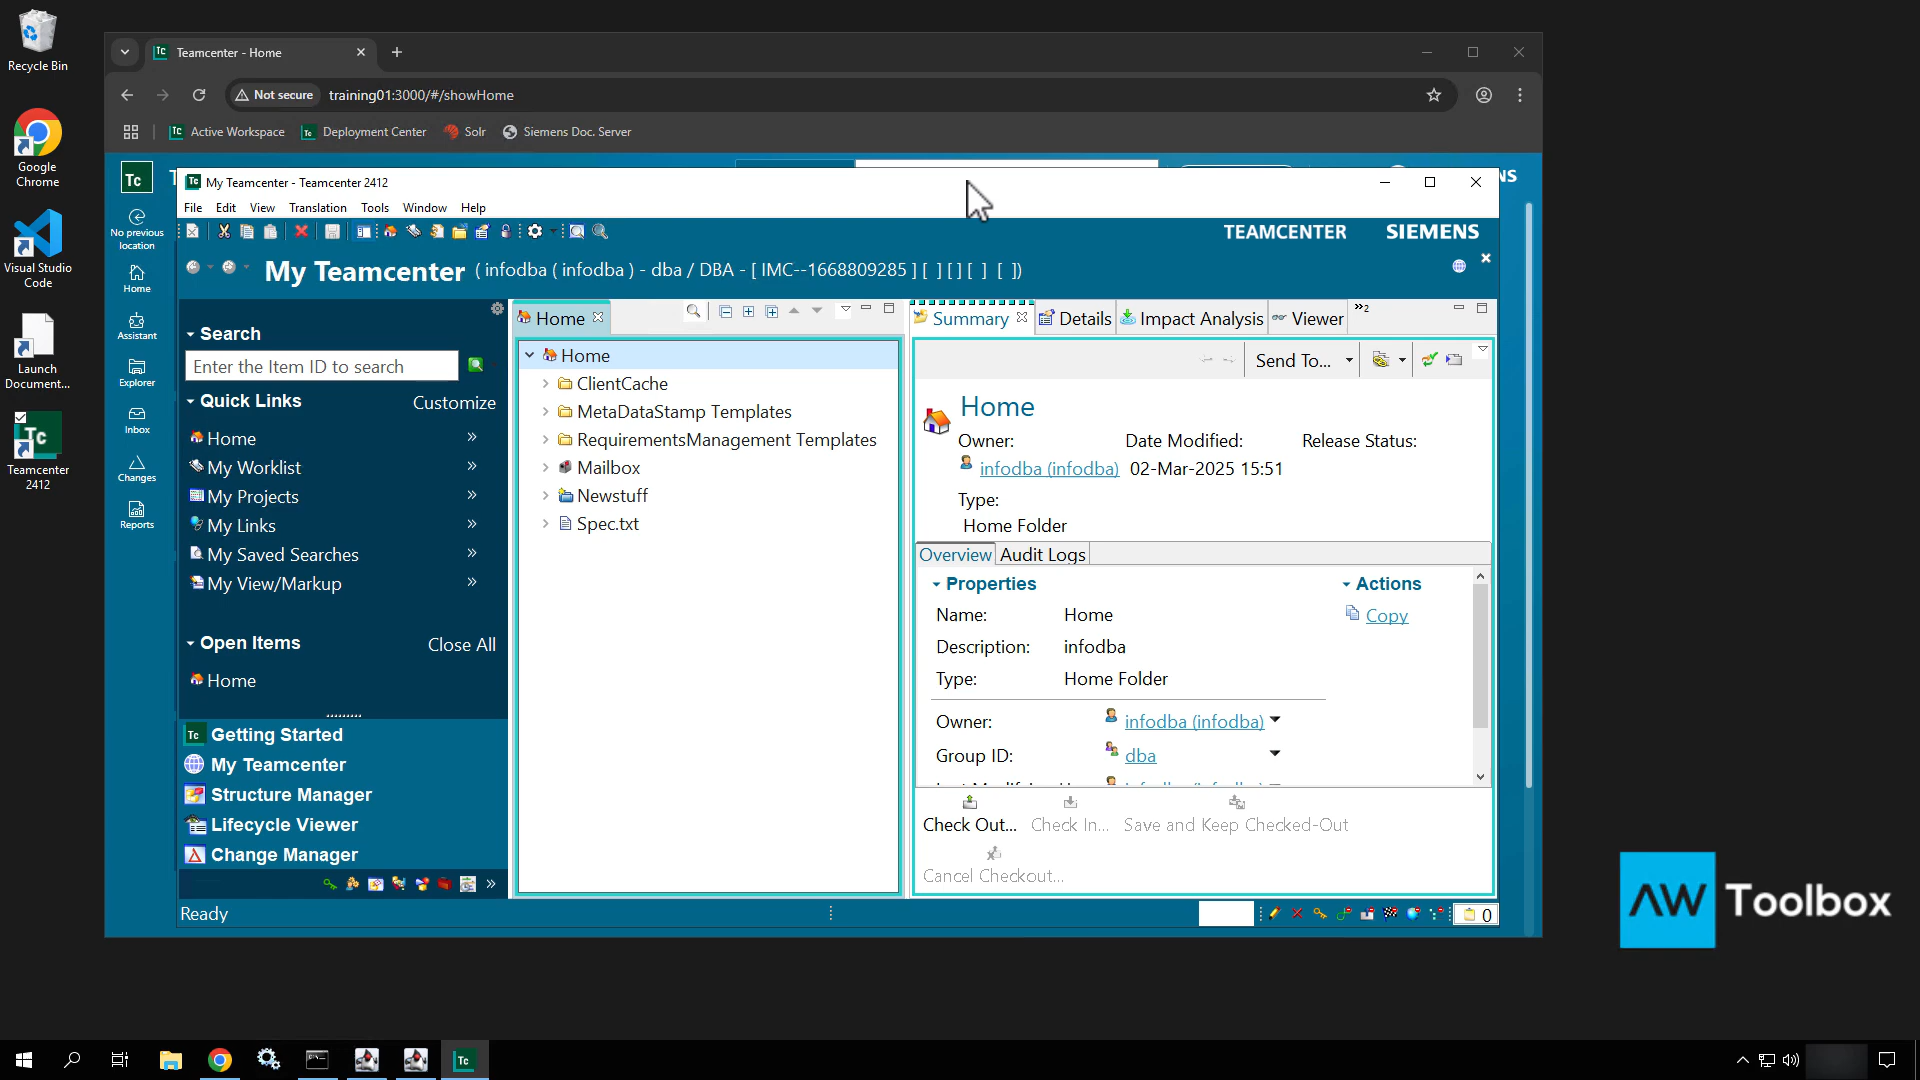 Recycle Bin
Google
Chrome
Visual Studio
Code
Launch
Document...
Teamcenter
2412
Teamcenter - Home
Not secure
training01:3000/#/showHome
Active Workspace
Deployment Center
Solr
Siemens Doc. Server
Tc
T
NS
No previous
location
Home
Assistant
Explorer
Inbox
Changes
Reports
My Teamcenter - Teamcenter 2412
File Edit View Translation Tools Window Help
TEAMCENTER SIEMENS
My Teamcenter ( infodba ( infodba ) - dba / DBA - [ IMC--1668809285 ] [ ] [ ] [ ] [ ])
Search
Enter the Item ID to search
Quick Links Customize
Home
My Worklist
My Projects
My Links
My Saved Searches
My View/Markup
Open Items Close All
Home
Getting Started
My Teamcenter
Structure Manager
Lifecycle Viewer
Change Manager
Ready
Home
Home
ClientCache
MetaDataStamp Templates
RequirementsManagement Templates
Mailbox
Newstuff
Spec.txt
Summary Details Impact Analysis Viewer »2
Send To...
Home
Owner: Date Modified: Release Status:
infodba (infodba) 02-Mar-2025 15:51
Type:
Home Folder
Overview Audit Logs
Properties Actions
Name: Home Copy
Description: infodba
Type: Home Folder
Owner: infodba (infodba)
Group ID: dba
Check Out... Check In... Save and Keep Checked-Out
Cancel Checkout...
0
AW Toolbox